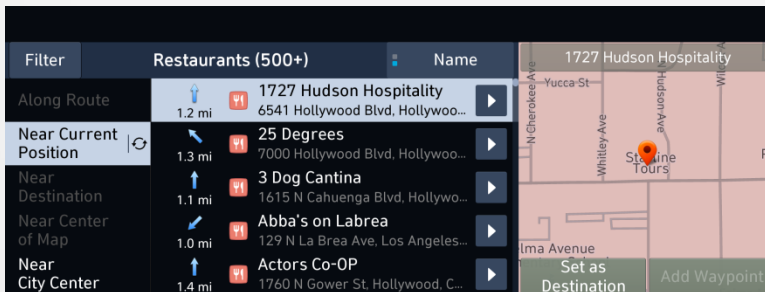 Filter
Restaurants (500+)
Name
1727 Hudson Hospitality
Along Route
Near Current
Position
Near
Destination
Near Center
of Map
Near
City Center
1727 Hudson Hospitality
1.2 mi
6541 Hollywood Blvd, Hollywoo...
25 Degrees
1.3 mi
7000 Hollywood Blvd, Hollywoo...
3 Dog Cantina
1.1 mi
1615 N Cahuenga Blvd, Hollywo...
Abba's on Labrea
1.0 mi
129 N La Brea Ave, Los Angeles...
Actors Co-OP
1.4 mi
1760 N Gower St, Hollywood, C...
Yucca St
N Cherokee Ave
Whitley Ave
N Hudson Ave
Tours
lma Avenue
Set as
Destination
Add Waypoint